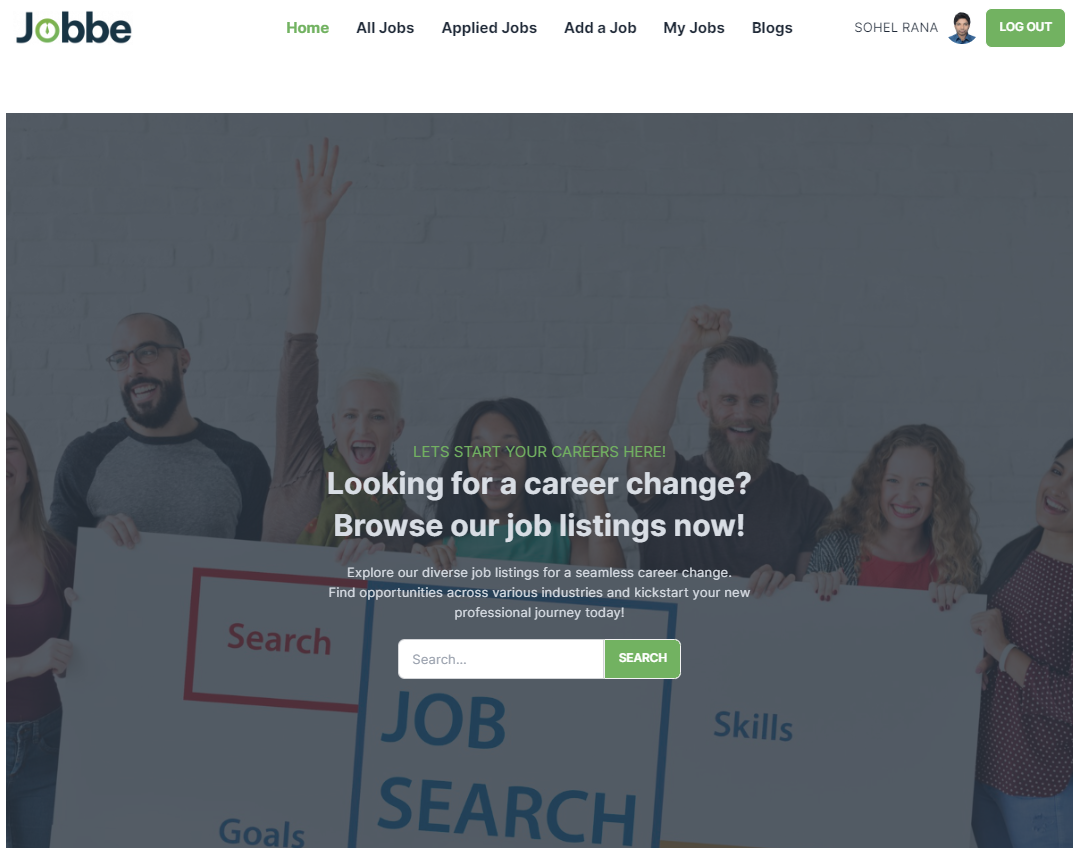 Jobbe
Home All Jobs Applied Jobs Add a Job My Jobs Blogs SOHEL RANA LOG OUT
LETS START YOUR CAREERS HERE!
Looking for a career change?
Browse our job listings now!
Explore our diverse job listings for a seamless career change.
Find opportunities across various industries and kickstart your new
professional journey today!
Search
Search... SEARCH
JOB
SEARCH
Skills
Goals